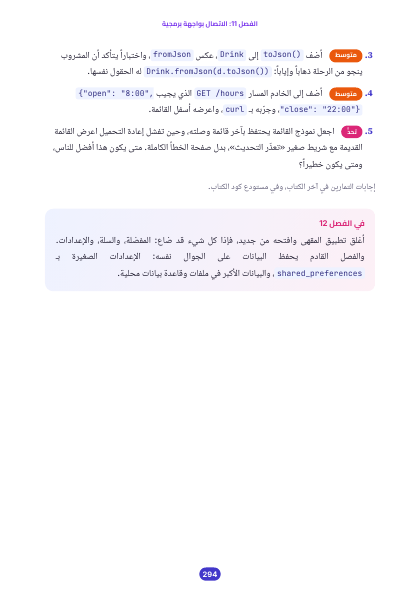 الفصل 11: الاتصال بواجهة برمجية
3. متوسط أضف toJson() إلى Drink، عكس fromJson، واختباراً يتأكد أن المشروب
ينجو من الرحلة ذهاباً وإياباً: Drink.fromJson(d.toJson()) له الحقول نفسها.
4. متوسط أضف إلى الخادم المسار GET /hours الذي يجيب {"open": "8:00",
"close": "22:00"}، وجرّبه بـ curl، واعرضه أسفل القائمة.
5. تحدٍّ اجعل نموذج القائمة يحتفظ بآخر قائمة وصلته، وحين تفشل إعادة التحميل اعرض القائمة
القديمة مع شريط صغير «تعذّر التحديث»، بدل صفحة الخطأ الكاملة. متى يكون هذا أفضل للناس،
ومتى يكون خطيراً؟
إجابات التمارين في آخر الكتاب، وفي مستودع كود الكتاب.
في الفصل 12
أغلق تطبيق المقهى وافتحه من جديد، فإذا كل شيء قد ضاع: المفضلة، والسلة، والإعدادات.
والفصل القادم يحفظ البيانات على الجوال نفسه: الإعدادات الصغيرة بـ
shared_preferences، والبيانات الأكبر في ملفات وقاعدة بيانات محلية.
294